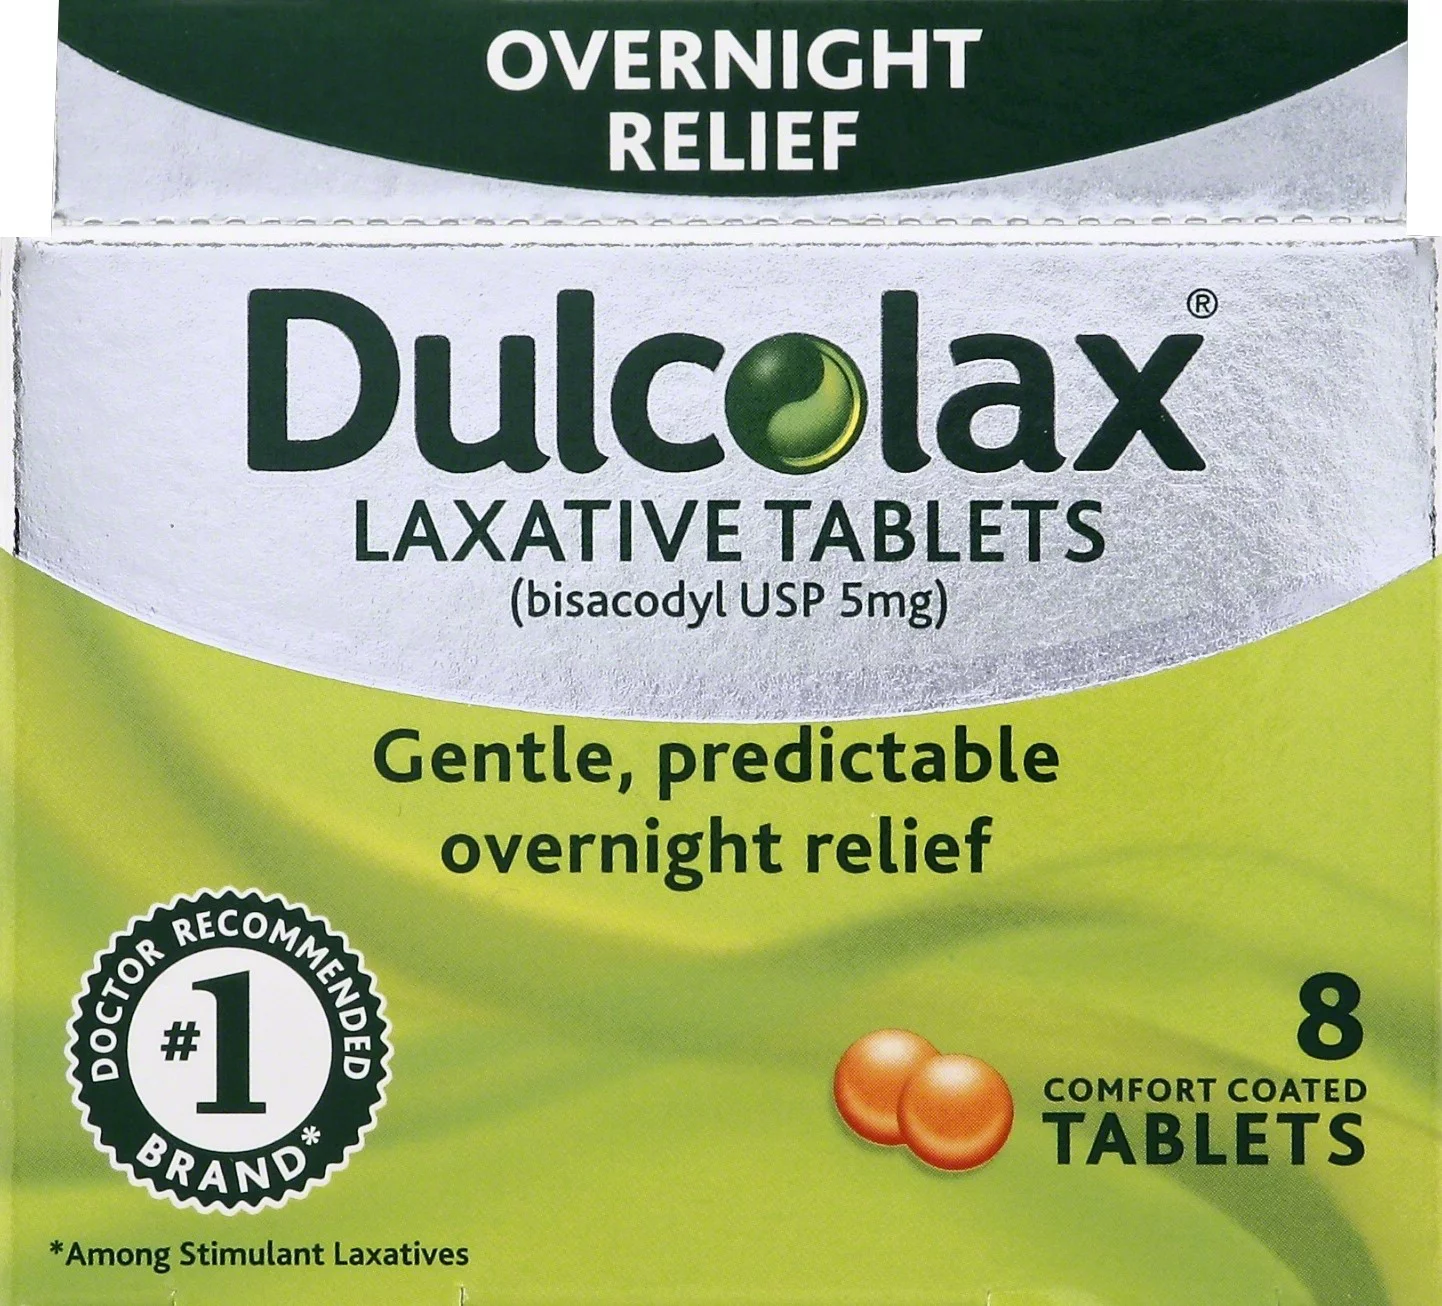 OVERNIGHT
RELIEF
Dulcolax®
LAXATIVE TABLETS
(bisacodyl USP 5mg)
Gentle, predictable
overnight relief
DOCTOR RECOMMENDED
#1
BRAND*
8
COMFORT COATED
TABLETS
*Among Stimulant Laxatives